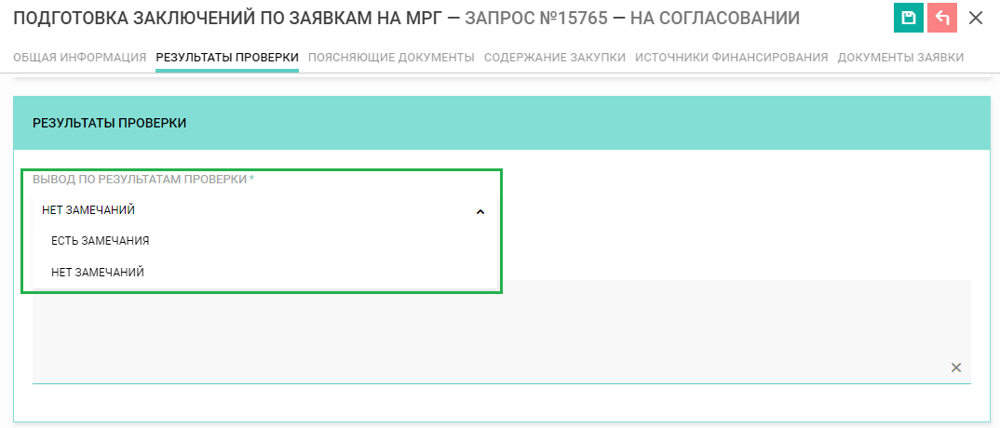 ПОДГОТОВКА ЗАКЛЮЧЕНИЙ ПО ЗАЯВКАМ НА МРГ — ЗАПРОС №15765 — НА СОГЛАСОВАНИИ
ОБЩАЯ ИНФОРМАЦИЯ РЕЗУЛЬТАТЫ ПРОВЕРКИ ПОЯСНЯЮЩИЕ ДОКУМЕНТЫ СОДЕРЖАНИЕ ЗАКУПКИ ИСТОЧНИКИ ФИНАНСИРОВАНИЯ ДОКУМЕНТЫ ЗАЯВКИ
РЕЗУЛЬТАТЫ ПРОВЕРКИ
ВЫВОД ПО РЕЗУЛЬТАТАМ ПРОВЕРКИ *
НЕТ ЗАМЕЧАНИЙ
ЕСТЬ ЗАМЕЧАНИЯ
НЕТ ЗАМЕЧАНИЙ